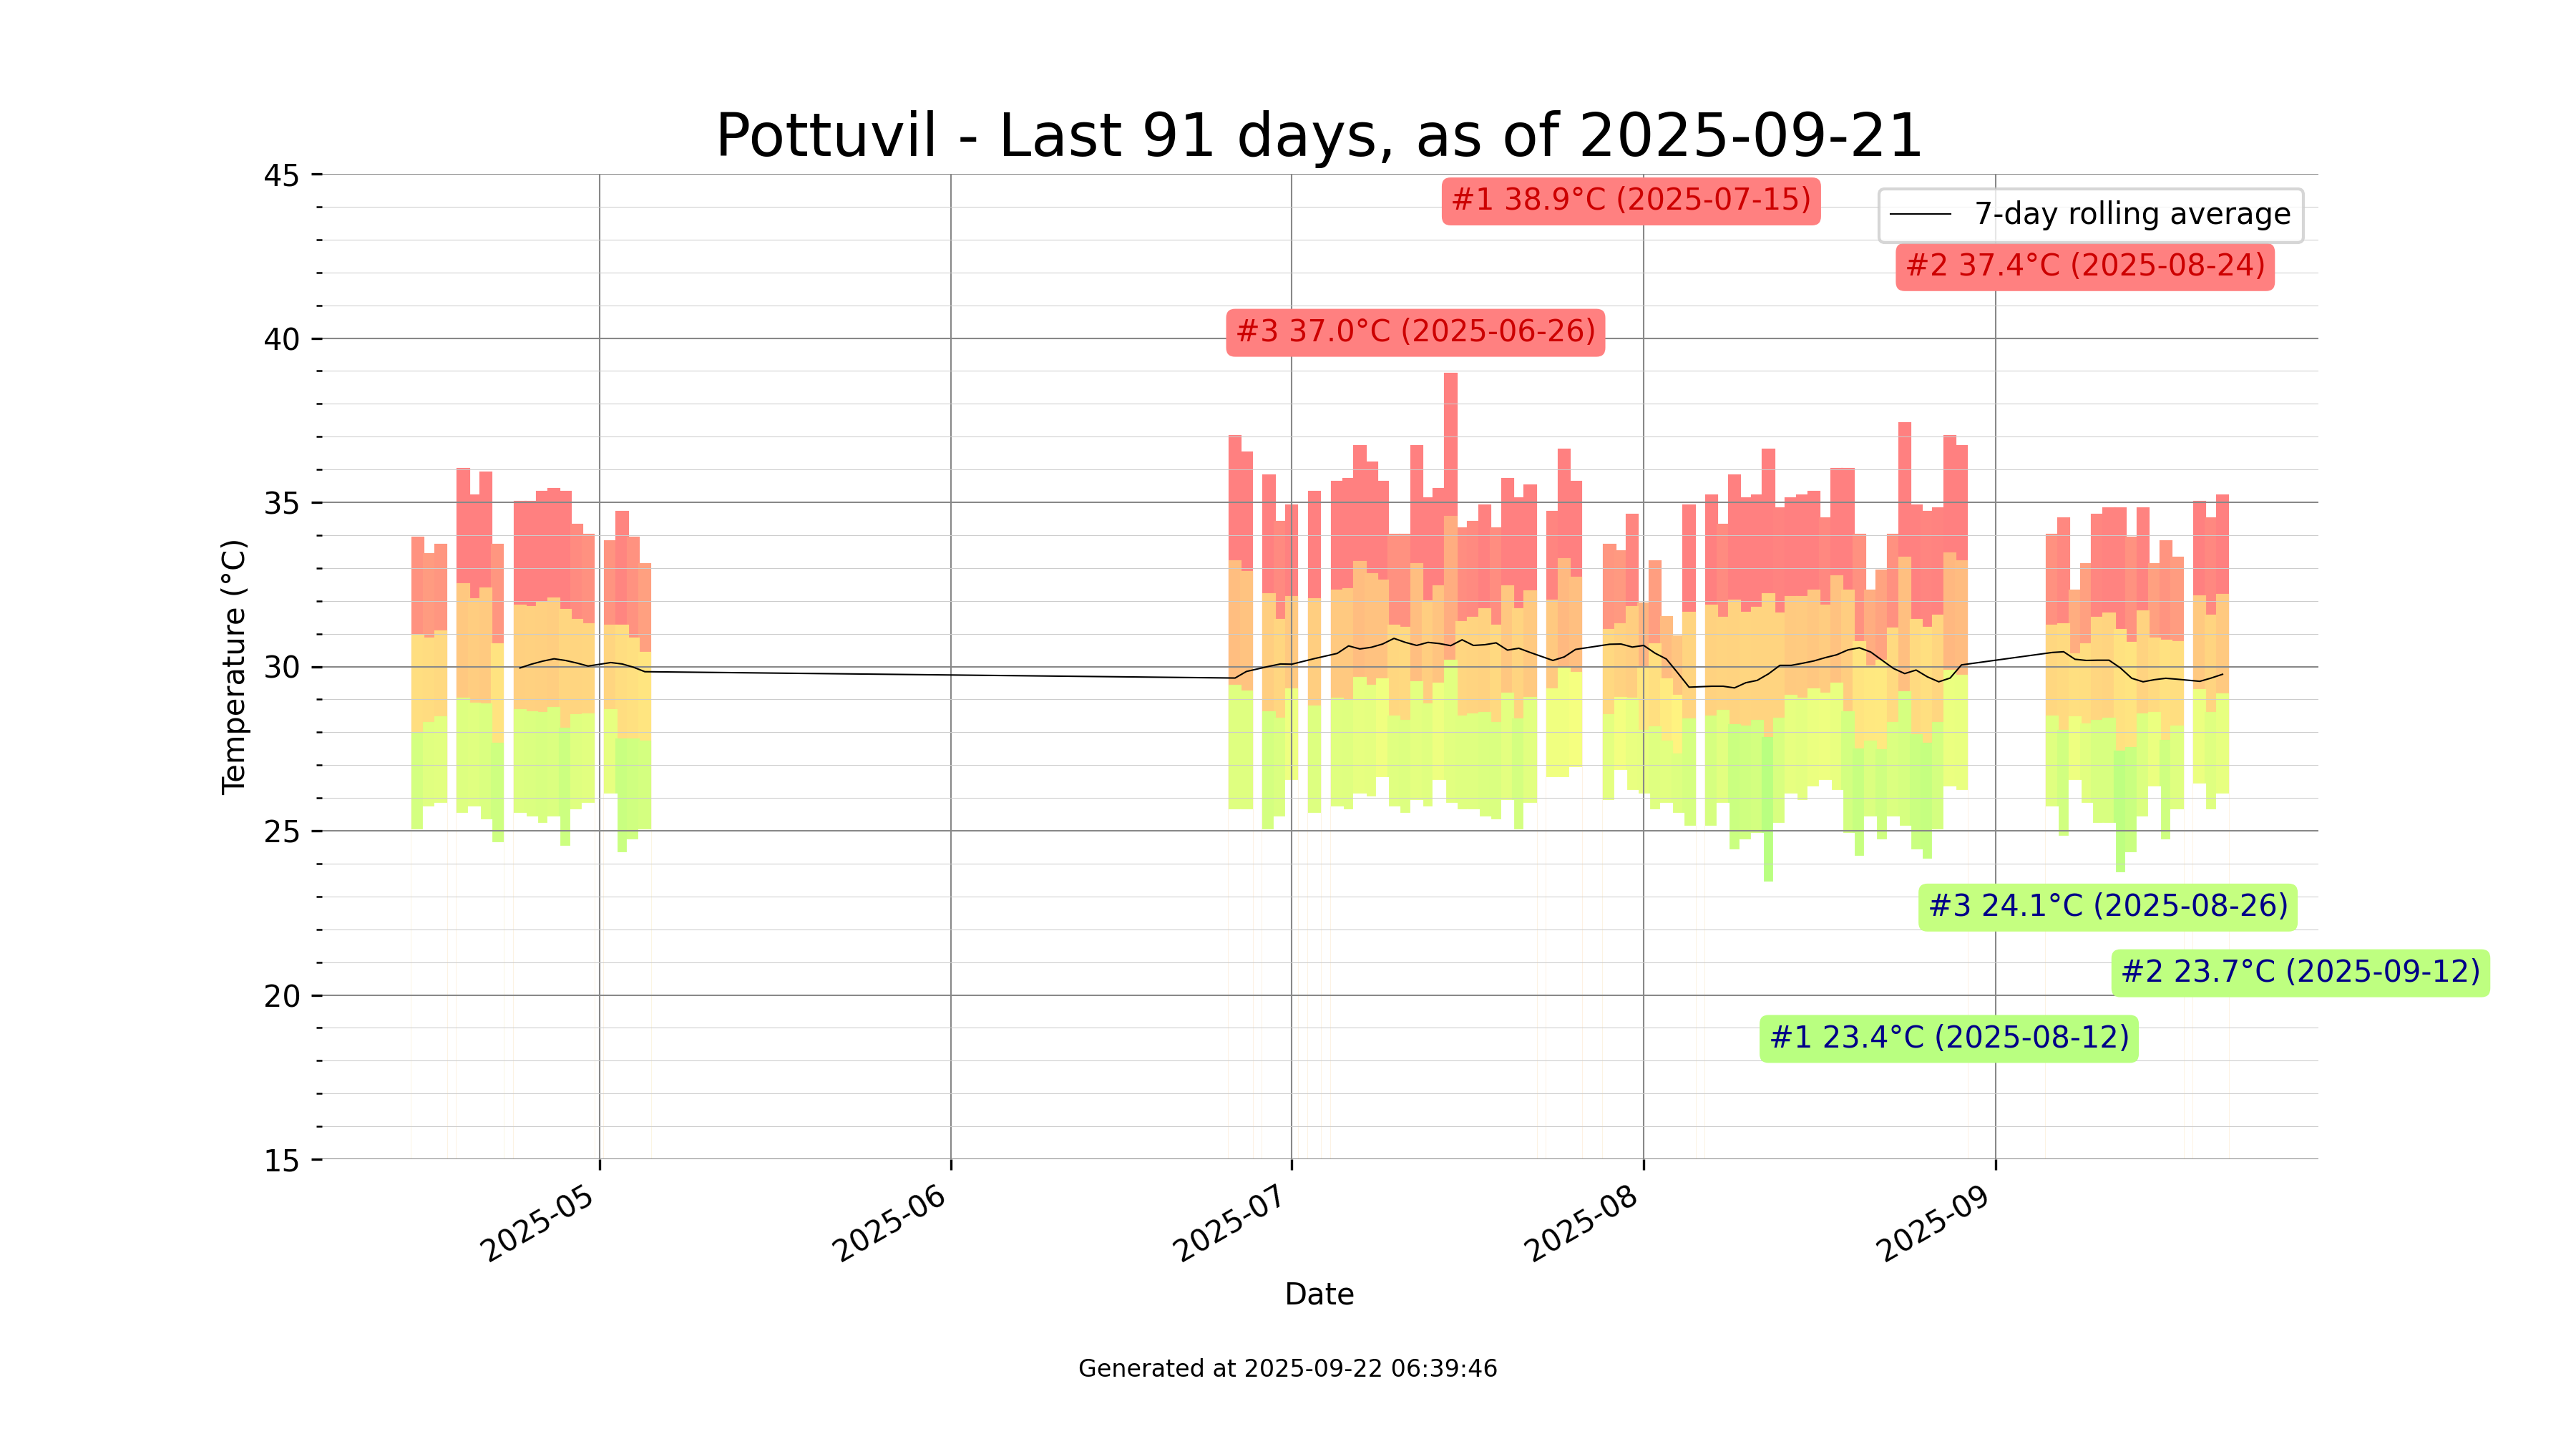 Pottuvil - Last 91 days, as of 2025-09-21
45
#1 38.9°C (2025-07-15)
7-day rolling average
#2 37.4°C (2025-08-24)
#3 37.0°C (2025-06-26)
40
35
30
25
20
15
Temperature (°C)
#3 24.1°C (2025-08-26)
#2 23.7°C (2025-09-12)
#1 23.4°C (2025-08-12)
2025-05
2025-06
2025-07
2025-08
2025-09
Date
Generated at 2025-09-22 06:39:46